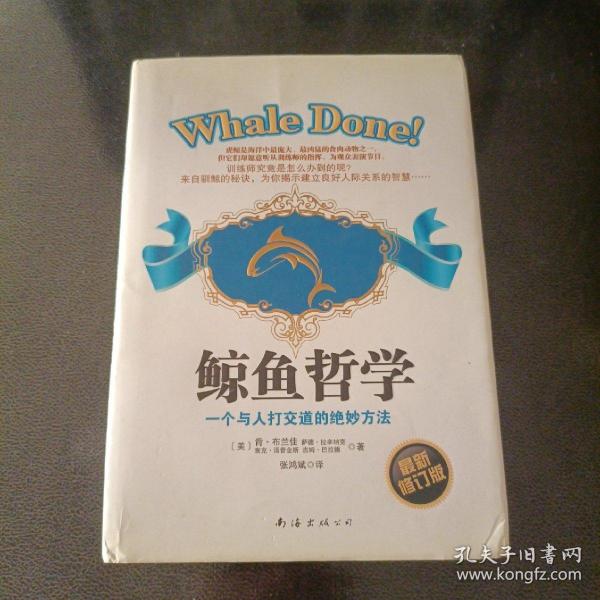 Whale Done!
虎鲸是海洋中最庞大、最凶猛的食肉动物之一，
但它们却愿意听从训练师的指挥，为观众表演节目。
训练师究竟是怎么办到的呢？
来自驯鲸的秘诀，为你揭示建立良好人际关系的智慧……
鲸鱼哲学
一个与人打交道的绝妙方法
〔美〕肯·布兰佳 萨德·拉辛纳克
查克·汤普金斯 吉姆·巴拉德 ◎著
张鸿斌◎译
最新
修订版
南海出版公司
孔夫子旧书网
www.kongfz.com